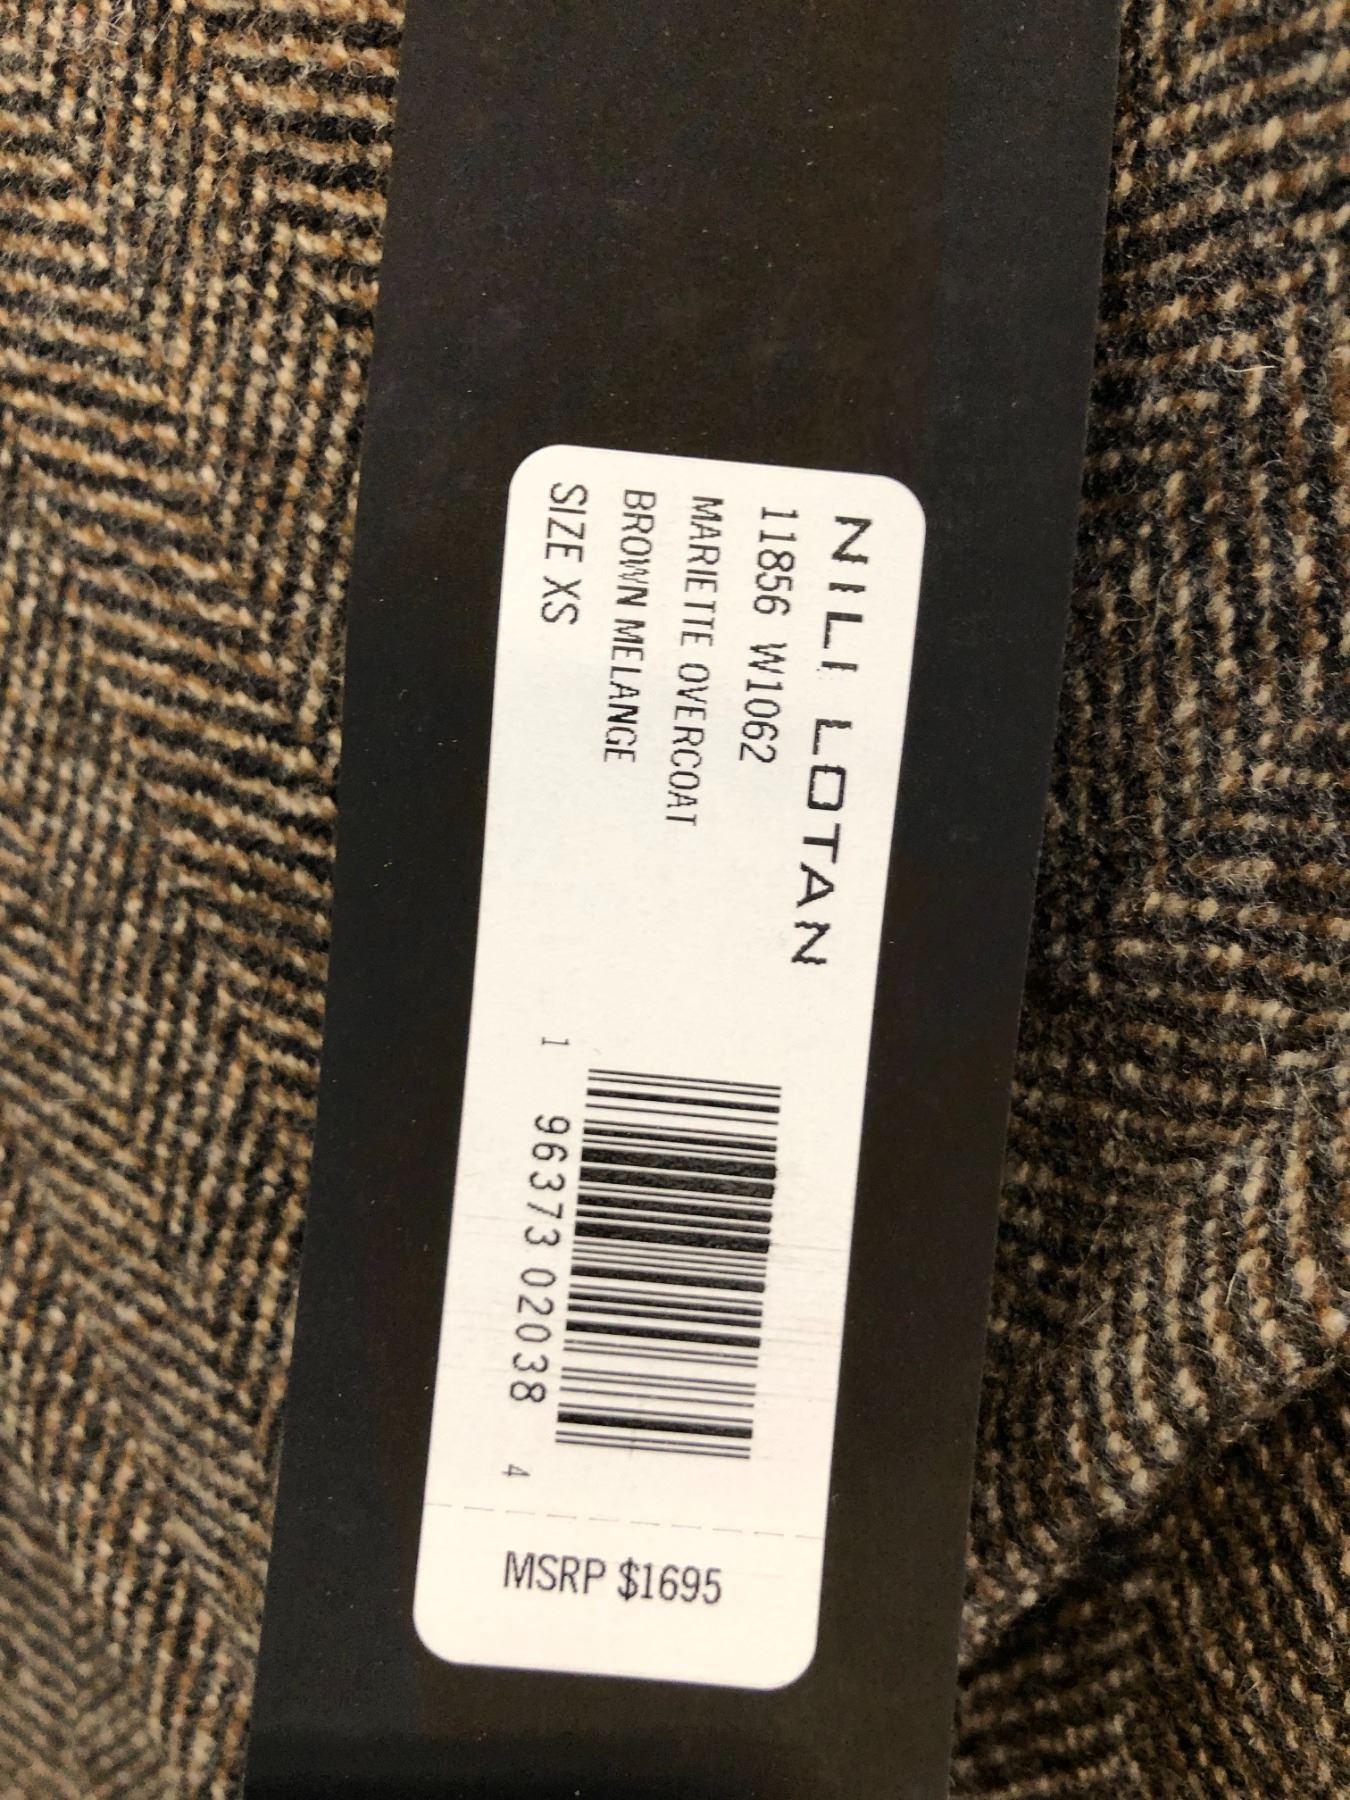 NILI LOTAN
11856 W1062
MARIETTE OVERCOAT
BROWN MELANGE
SIZE XS
1 96373 02038 4
MSRP $1695